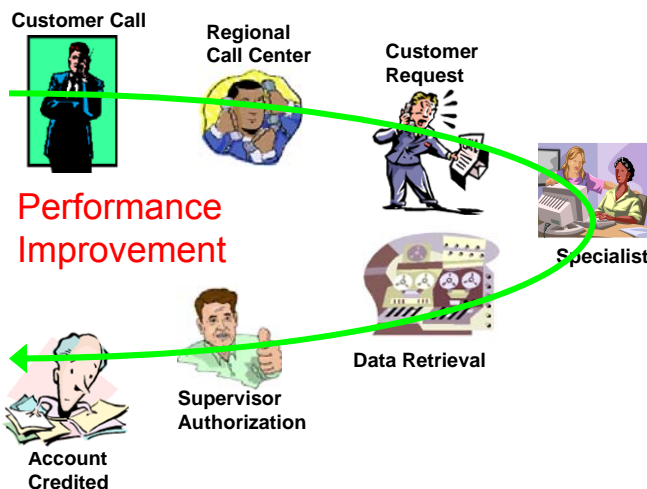 Customer Call
Regional
Call Center
Customer
Request
Performance
Improvement
Specialist
Data Retrieval
Supervisor
Authorization
Account
Credited